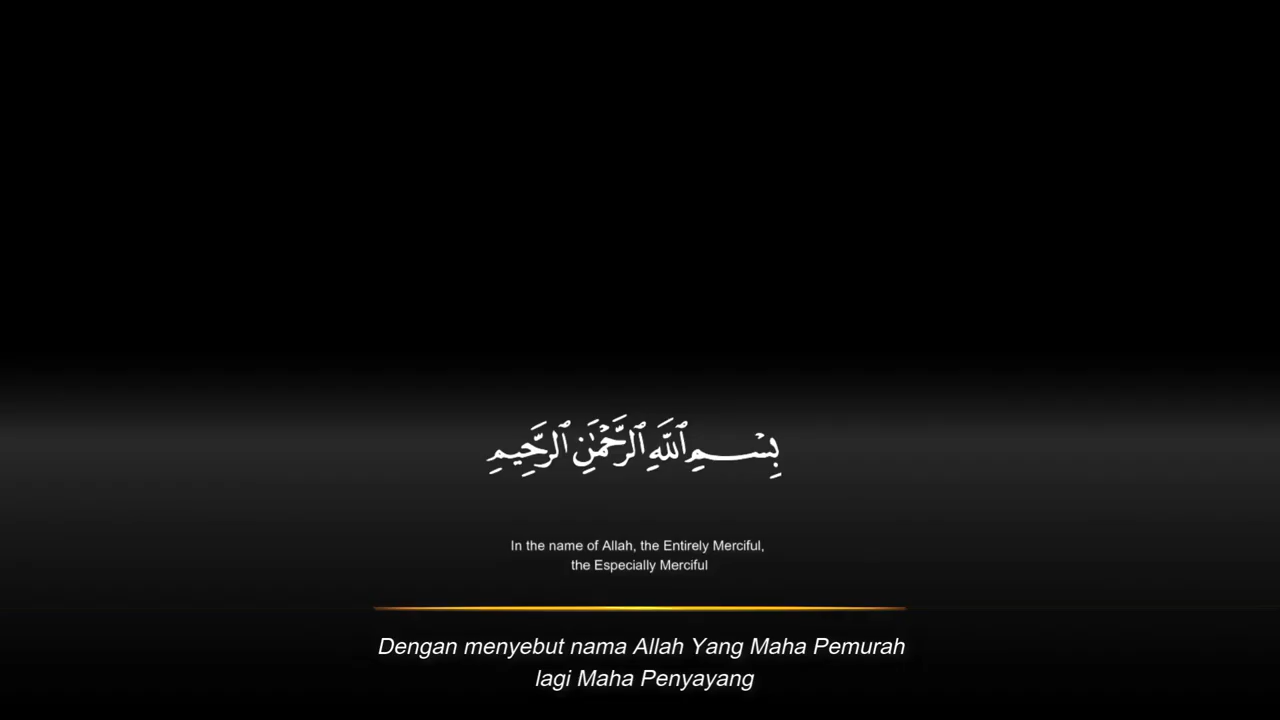 بِسْمِ ٱللَّهِ ٱلرَّحْمَٰنِ ٱلرَّحِيمِ
In the name of Allah, the Entirely Merciful,
the Especially Merciful
Dengan menyebut nama Allah Yang Maha Pemurah
lagi Maha Penyayang